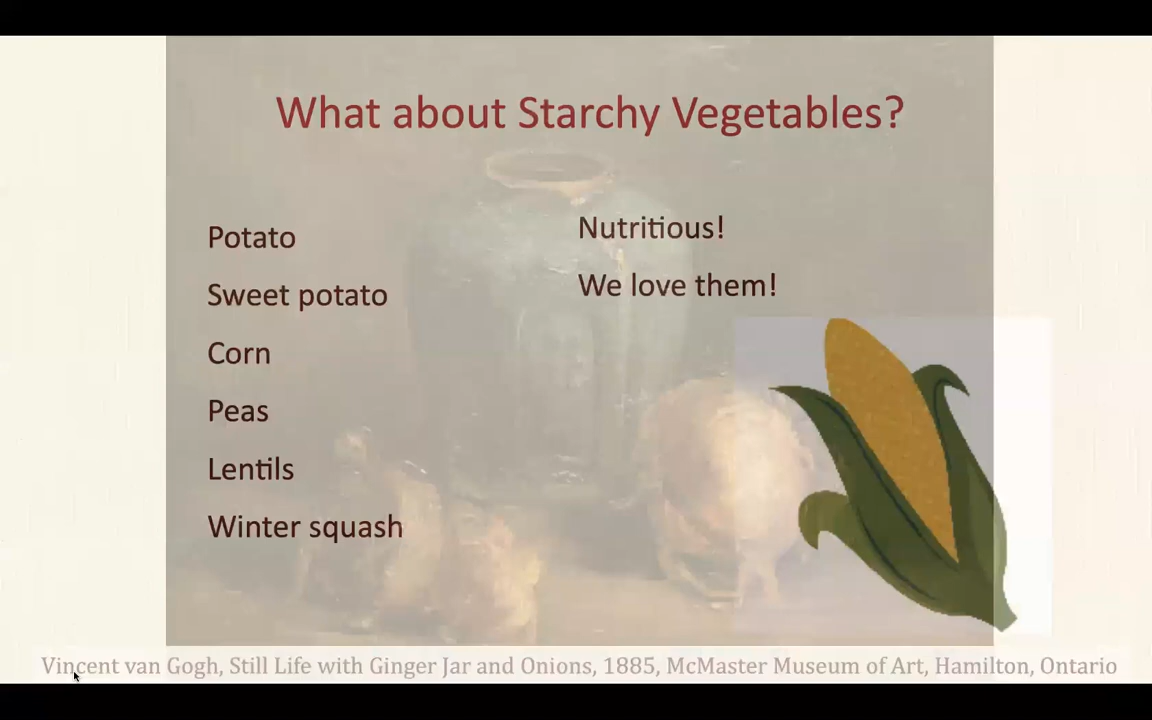 What about Starchy Vegetables?
Potato
Sweet potato
Corn
Peas
Lentils
Winter squash
Nutritious!
We love them!
Vincent van Gogh, Still Life with Ginger Jar and Onions, 1885, McMaster Museum of Art, Hamilton, Ontario